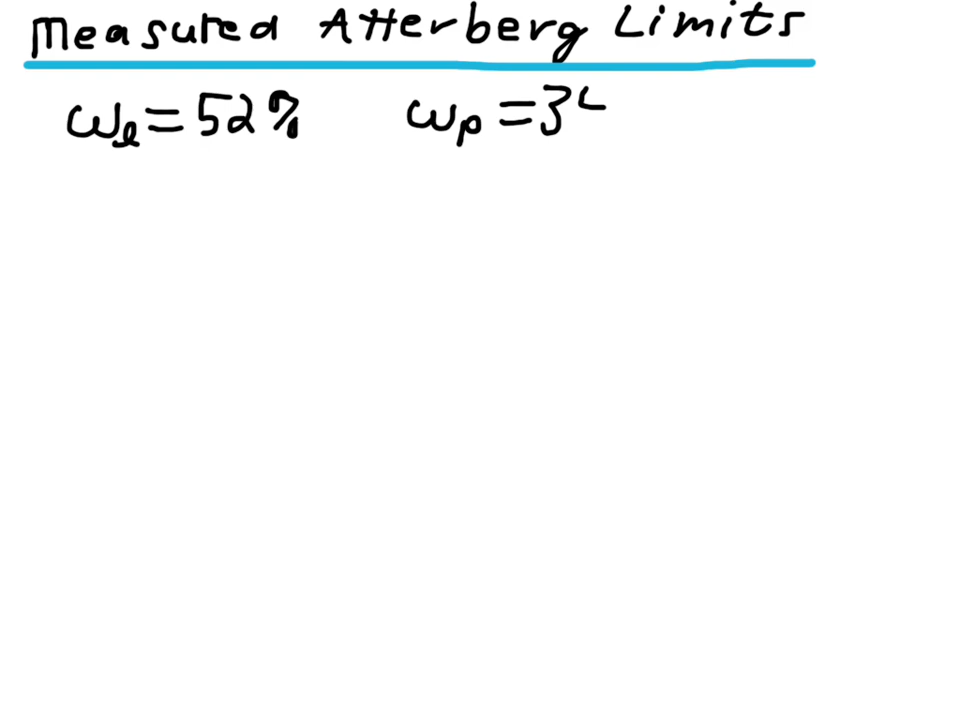 Measured Atterberg Limits
ωℓ = 52% ωp = 3